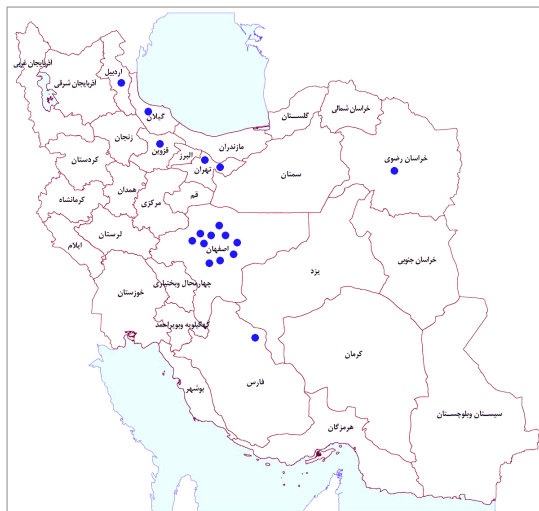 آذربایجان غربی
اردبیل
آذربایجان شرقی
گیلان
گلستان
خراسان شمالی
زنجان
قزوین
البرز
مازندران
خراسان رضوی
کردستان
تهران
سمنان
همدان
قم
مرکزی
کرمانشاه
لرستان
ایلام
اصفهان
خراسان جنوبی
یزد
چهارمحال وبختیاری
خوزستان
کهگیلویه وبویراحمد
کرمان
بوشهر
فارس
سیستان وبلوچستان
هرمزگان